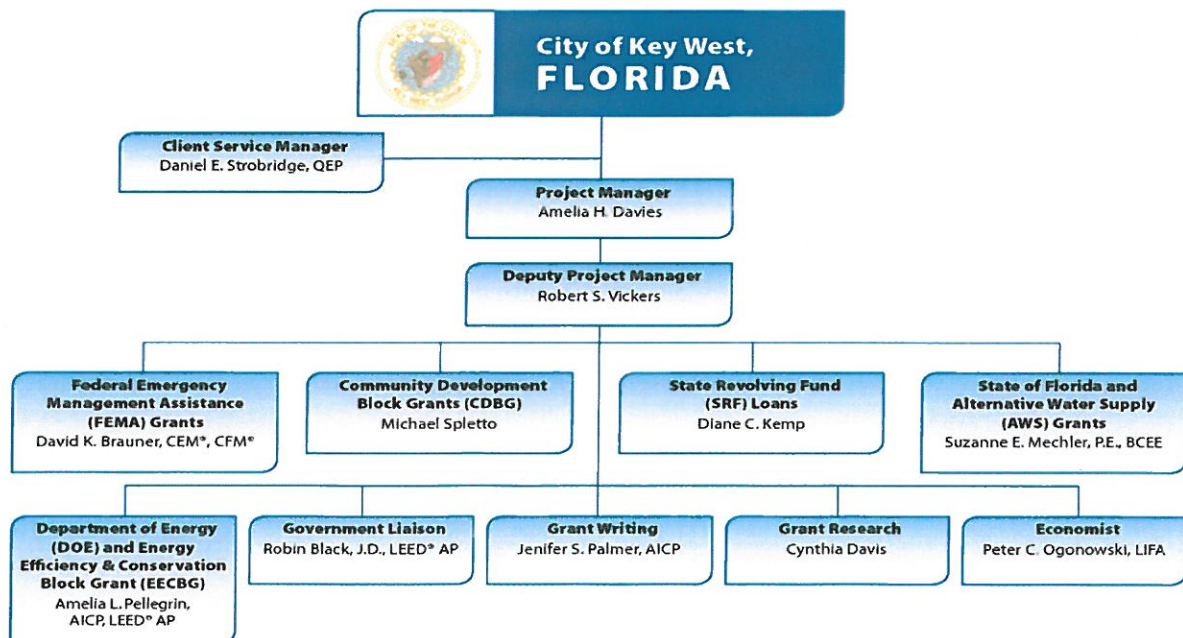 City of Key West,
FLORIDA
Client Service Manager
Daniel E. Strobridge, QEP
Project Manager
Amelia H. Davies
Deputy Project Manager
Robert S. Vickers
Federal Emergency
Management Assistance
(FEMA) Grants
David K. Brauner, CEM®, CFM®
Community Development
Block Grants (CDBG)
Michael Spletto
State Revolving Fund
(SRF) Loans
Diane C. Kemp
State of Florida and
Alternative Water Supply
(AWS) Grants
Suzanne E. Mechler, P.E., BCEE
Department of Energy
(DOE) and Energy
Efficiency & Conservation
Block Grant (EECBG)
Amelia L. Pellegrin,
AICP, LEED® AP
Government Liaison
Robin Black, J.D., LEED® AP
Grant Writing
Jenifer S. Palmer, AICP
Grant Research
Cynthia Davis
Economist
Peter C. Ogonowski, LIFA